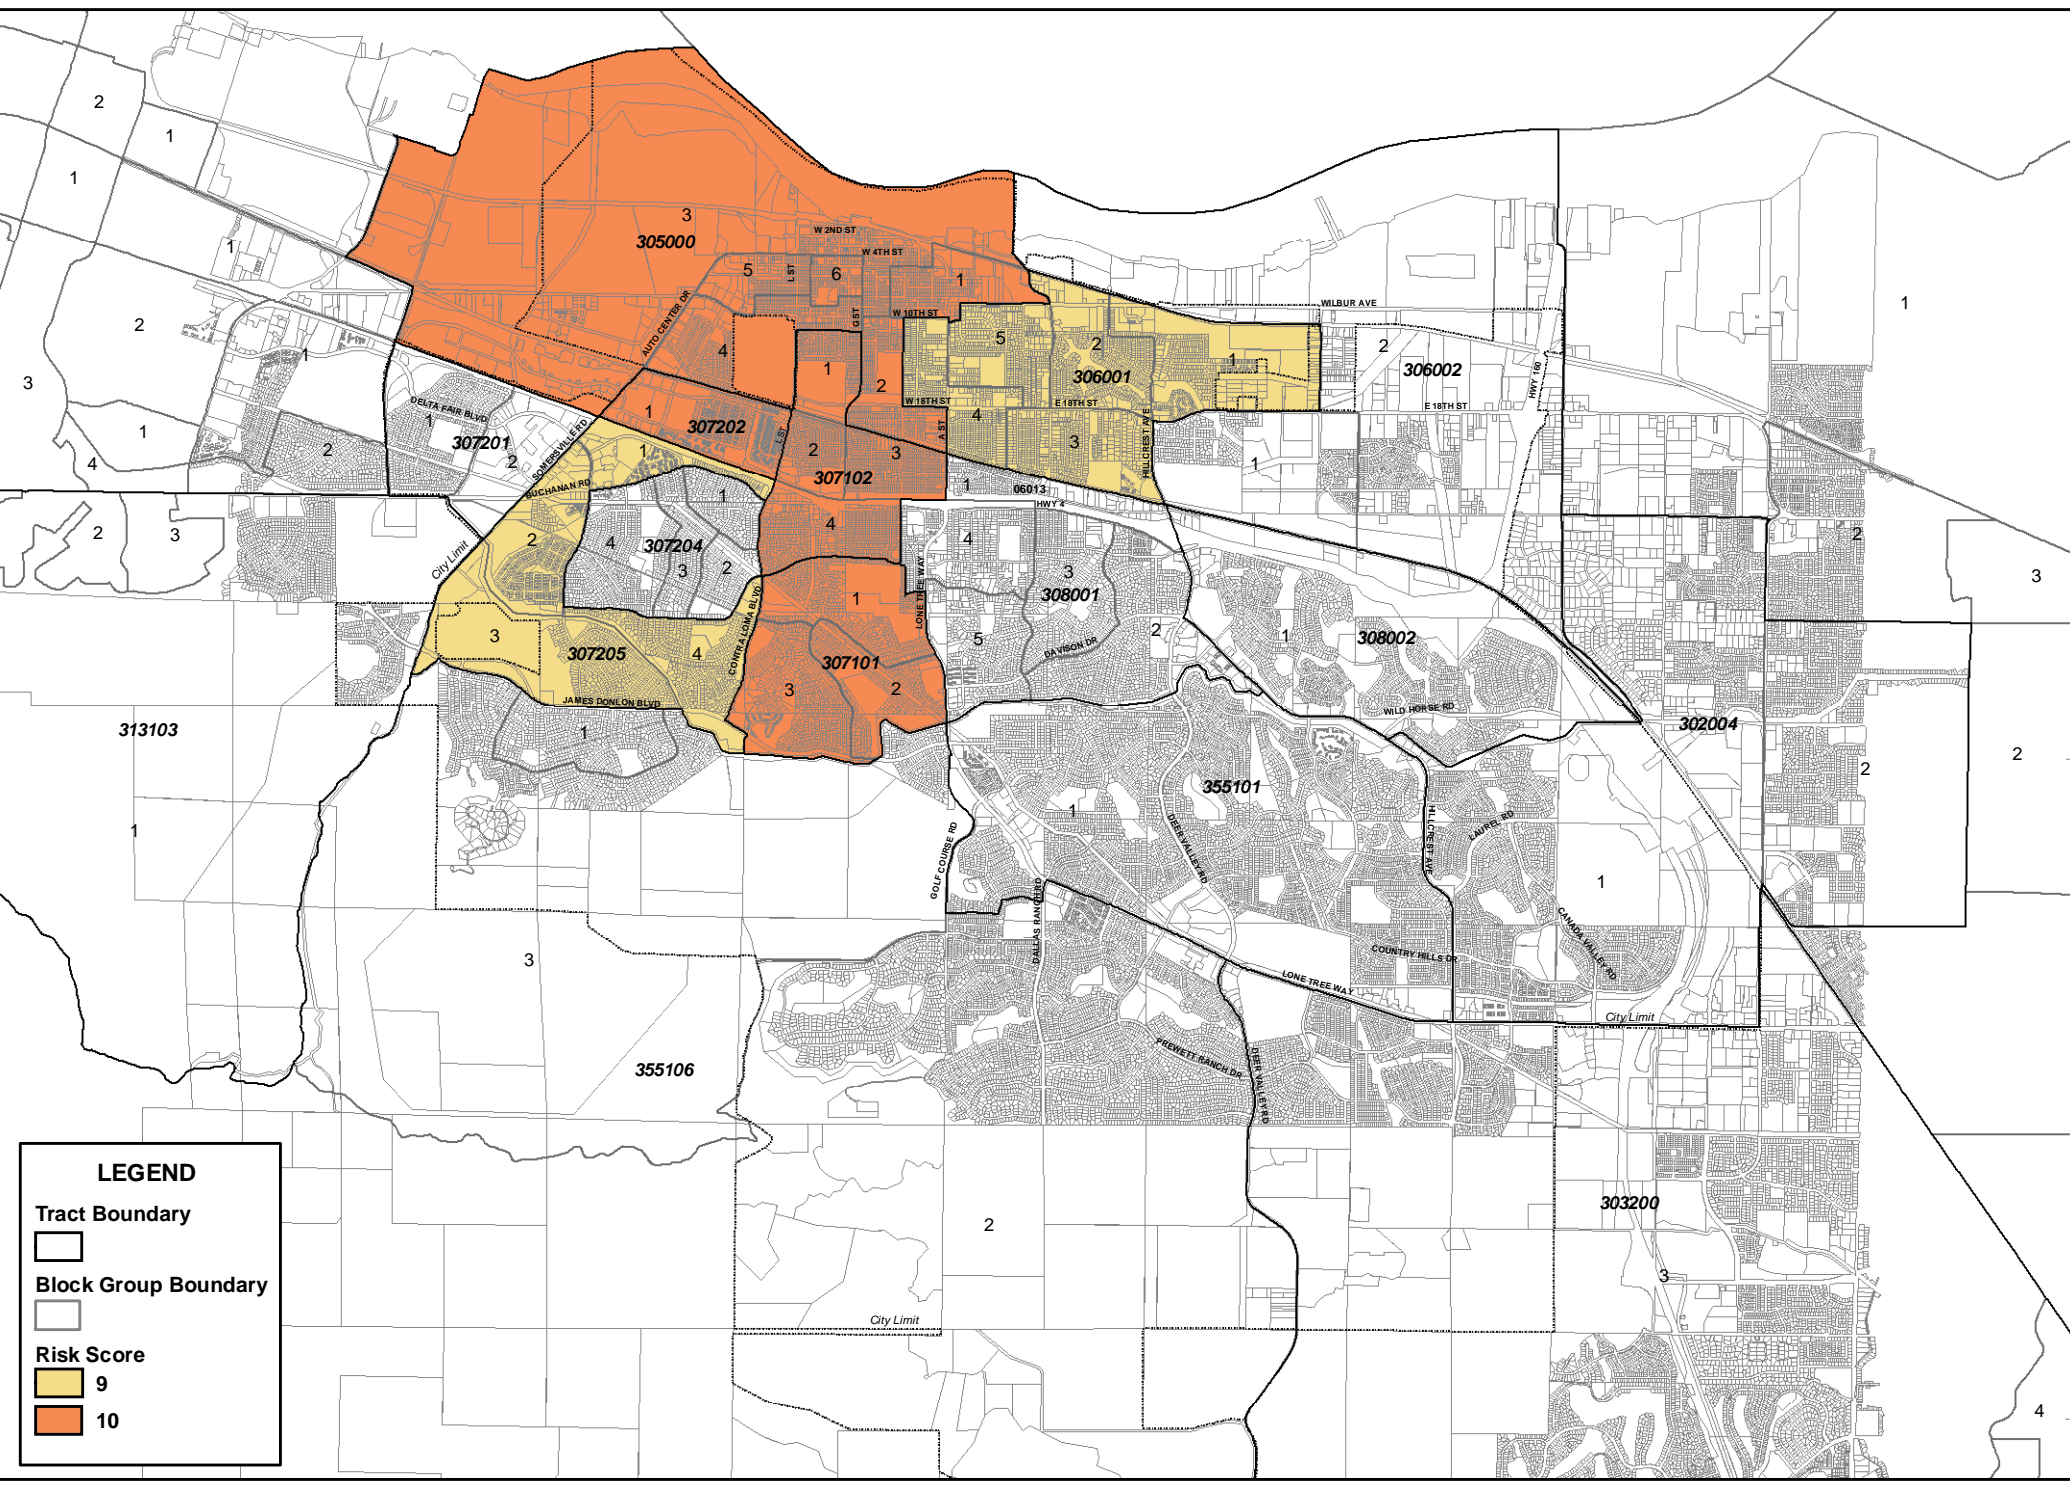 2
1
1
3
305000
W 2ND ST
W 4TH ST
5
L ST
6
1
1
AUTO CENTER DR
G ST
W 10TH ST
WILBUR AVE
1
2
1
4
1
2
5
2
306001
1
2
306002
HWY 160
3
DELTA FAIR BLVD
1
307201
2
SOMERSVILLE RD
1
307202
L ST
W 18TH ST
A ST
4
E 18TH ST
3
HILLCREST AVE
E 18TH ST
1
4
2
1
2
307102
3
1
06013
HWY 4
BUCHANAN RD
1
2
3
City Limit
2
4
307204
3
2
4
LONE TREE WAY
4
3
308001
2
2
3
3
307205
4
CONTRA LOMA BLVD
1
307101
3
2
5
DAVISON DR
2
1
308002
JAMES DONLON BLVD
WILD HORSE RD
302004
313103
1
1
1
355101
HILLCREST AVE
LAUREL RD
2
2
GOLF COURSE RD
DEER VALLEY RD
1
DALLAS RANCH RD
CANADA VALLEY RD
COUNTRY HILLS DR
LONE TREE WAY
City Limit
3
355106
PREWETT RANCH DR
DEER VALLEY RD
2
303200
3
City Limit
4
LEGEND
Tract Boundary
Block Group Boundary
Risk Score
9
10